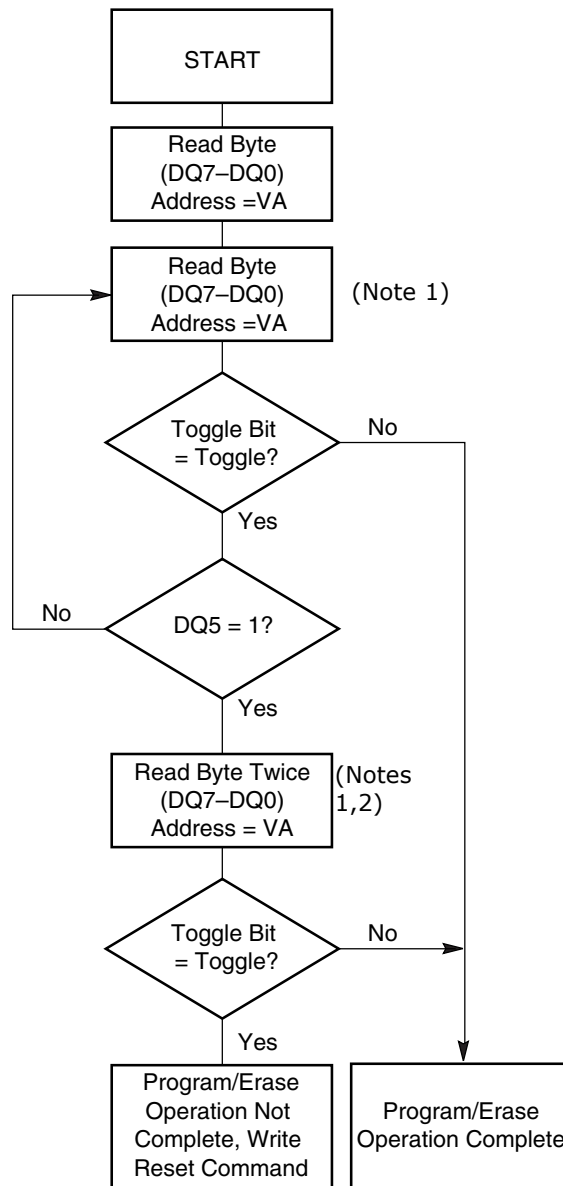 START
Read Byte
(DQ7–DQ0)
Address =VA
Read Byte
(DQ7–DQ0)
Address =VA
(Note 1)
Toggle Bit
= Toggle?
No
Yes
No
DQ5 = 1?
Yes
Read Byte Twice
(DQ7–DQ0)
Address = VA
(Notes
1,2)
Toggle Bit
= Toggle?
No
Yes
Program/Erase
Operation Not
Complete, Write
Reset Command
Program/Erase
Operation Complete